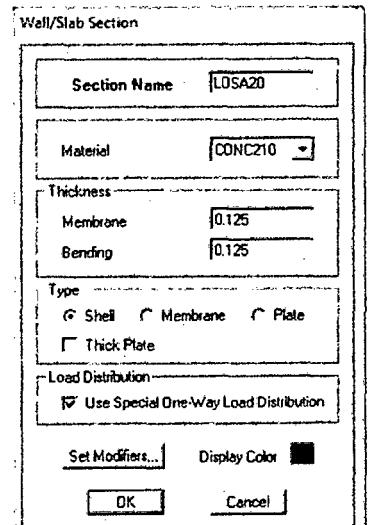 Wall/Slab Section
Section Name LOSA20
Material CONC210
Thickness
Membrane 0.125
Bending 0.125
Type
Shell Membrane Plate
Thick Plate
Load Distribution
Use Special One-Way Load Distribution
Set Modifiers... Display Color
OK Cancel